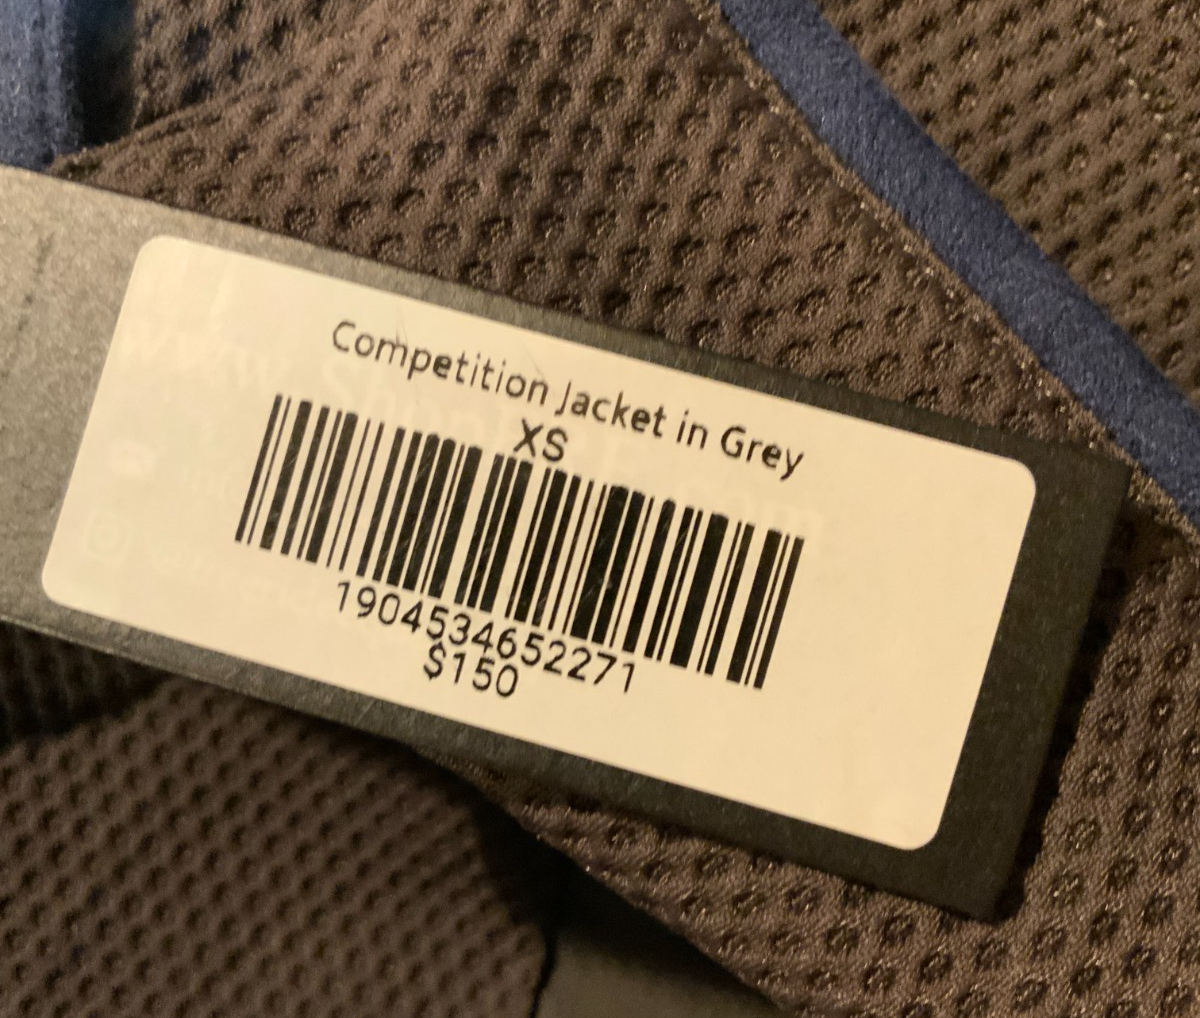 Competition Jacket in Grey
XS
1904534652271
$150